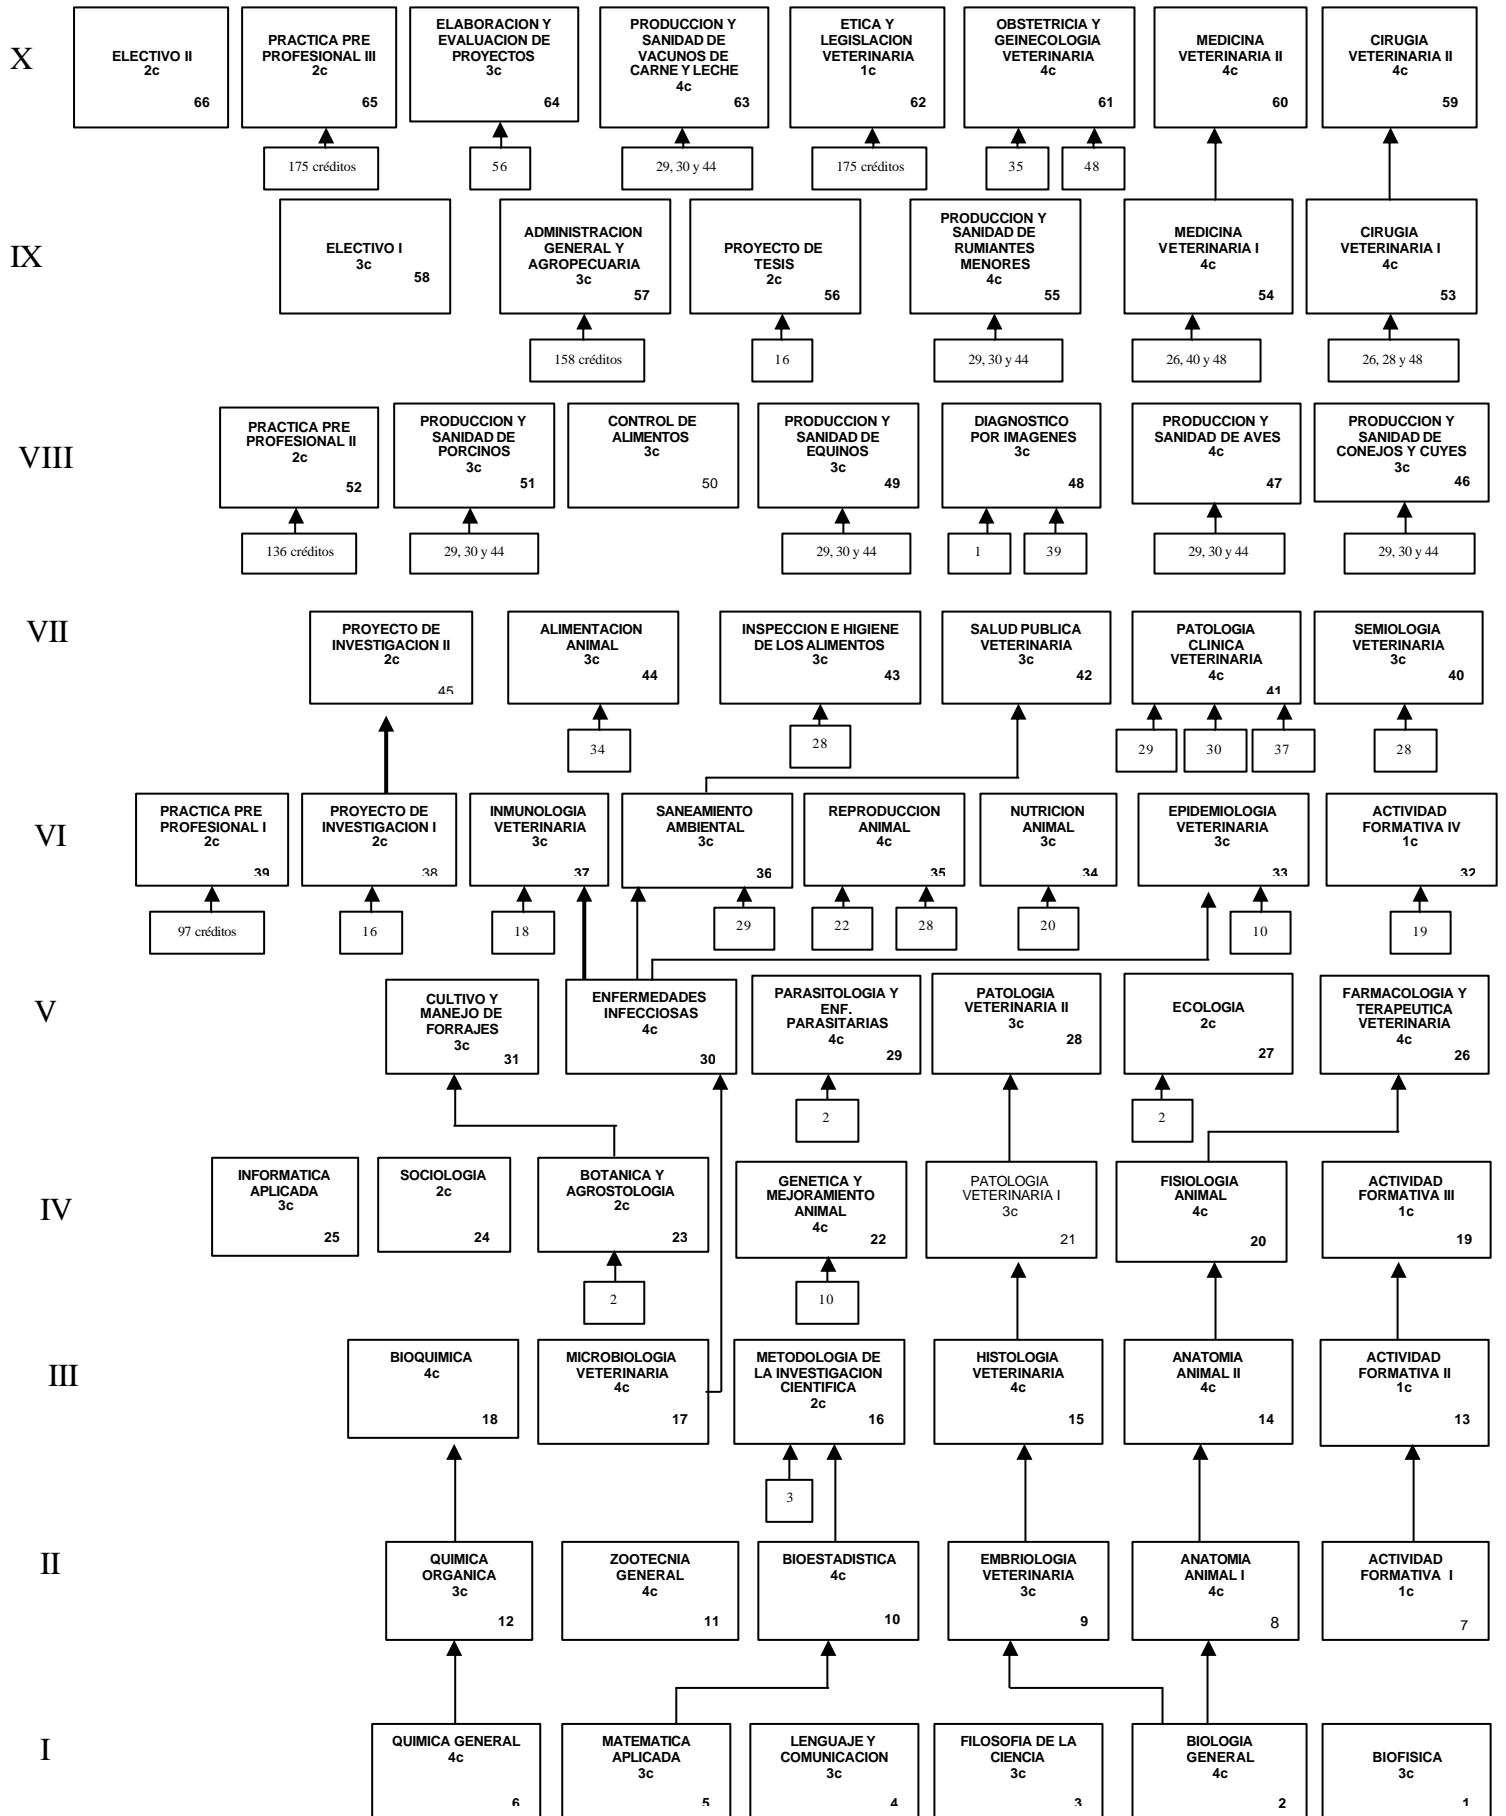 X
ELECTIVO II
2c
66
PRACTICA PRE
PROFESIONAL III
2c
65
ELABORACION Y
EVALUACION DE
PROYECTOS
3c
64
PRODUCCION Y
SANIDAD DE
VACUNOS DE
CARNE Y LECHE
4c
63
ETICA Y
LEGISLACION
VETERINARIA
1c
62
OBSTETRICIA Y
GEINECOLOGIA
VETERINARIA
4c
61
MEDICINA
VETERINARIA II
4c
60
CIRUGIA
VETERINARIA II
4c
59
175 créditos
56
29, 30 y 44
175 créditos
35
48
IX
ELECTIVO I
3c
58
ADMINISTRACION
GENERAL Y
AGROPECUARIA
3c
57
PROYECTO DE
TESIS
2c
56
PRODUCCION Y
SANIDAD DE
RUMIANTES
MENORES
4c
55
MEDICINA
VETERINARIA I
4c
54
CIRUGIA
VETERINARIA I
4c
53
158 créditos
16
29, 30 y 44
26, 40 y 48
26, 28 y 48
VIII
PRACTICA PRE
PROFESIONAL II
2c
52
PRODUCCION Y
SANIDAD DE
PORCINOS
3c
51
CONTROL DE
ALIMENTOS
3c
50
PRODUCCION Y
SANIDAD DE
EQUINOS
3c
49
DIAGNOSTICO
POR IMAGENES
3c
48
PRODUCCION Y
SANIDAD DE AVES
4c
47
PRODUCCION Y
SANIDAD DE
CONEJOS Y CUYES
3c
46
136 créditos
29, 30 y 44
29, 30 y 44
1
39
29, 30 y 44
29, 30 y 44
VII
PROYECTO DE
INVESTIGACION II
2c
45
ALIMENTACION
ANIMAL
3c
44
INSPECCION E HIGIENE
DE LOS ALIMENTOS
3c
43
SALUD PUBLICA
VETERINARIA
3c
42
PATOLOGIA
CLINICA
VETERINARIA
4c
41
SEMIOLOGIA
VETERINARIA
3c
40
34
28
29
30
37
28
VI
PRACTICA PRE
PROFESIONAL I
2c
39
PROYECTO DE
INVESTIGACION I
2c
38
INMUNOLOGIA
VETERINARIA
3c
37
SANEAMIENTO
AMBIENTAL
3c
36
REPRODUCCION
ANIMAL
4c
35
NUTRICION
ANIMAL
3c
34
EPIDEMIOLOGIA
VETERINARIA
3c
33
ACTIVIDAD
FORMATIVA IV
1c
32
97 créditos
16
18
29
22
28
20
10
19
V
CULTIVO Y
MANEJO DE
FORRAJES
3c
31
ENFERMEDADES
INFECCIOSAS
4c
30
PARASITOLOGIA Y
ENF.
PARASITARIAS
4c
29
PATOLOGIA
VETERINARIA II
3c
28
ECOLOGIA
2c
27
FARMACOLOGIA Y
TERAPEUTICA
VETERINARIA
4c
26
2
2
IV
INFORMATICA
APLICADA
3c
25
SOCIOLOGIA
2c
24
BOTANICA Y
AGROSTOLOGIA
2c
23
GENETICA Y
MEJORAMIENTO
ANIMAL
4c
22
PATOLOGIA
VETERINARIA I
3c
21
FISIOLOGIA
ANIMAL
4c
20
ACTIVIDAD
FORMATIVA III
1c
19
2
10
III
BIOQUIMICA
4c
18
MICROBIOLOGIA
VETERINARIA
4c
17
METODOLOGIA DE
LA INVESTIGACION
CIENTIFICA
2c
16
HISTOLOGIA
VETERINARIA
4c
15
ANATOMIA
ANIMAL II
4c
14
ACTIVIDAD
FORMATIVA II
1c
13
3
II
QUIMICA
ORGANICA
3c
12
ZOOTECNIA
GENERAL
4c
11
BIOESTADISTICA
4c
10
EMBRIOLOGIA
VETERINARIA
3c
9
ANATOMIA
ANIMAL I
4c
8
ACTIVIDAD
FORMATIVA I
1c
7
I
QUIMICA GENERAL
4c
6
MATEMATICA
APLICADA
3c
5
LENGUAJE Y
COMUNICACION
3c
4
FILOSOFIA DE LA
CIENCIA
3c
3
BIOLOGIA
GENERAL
4c
2
BIOFISICA
3c
1